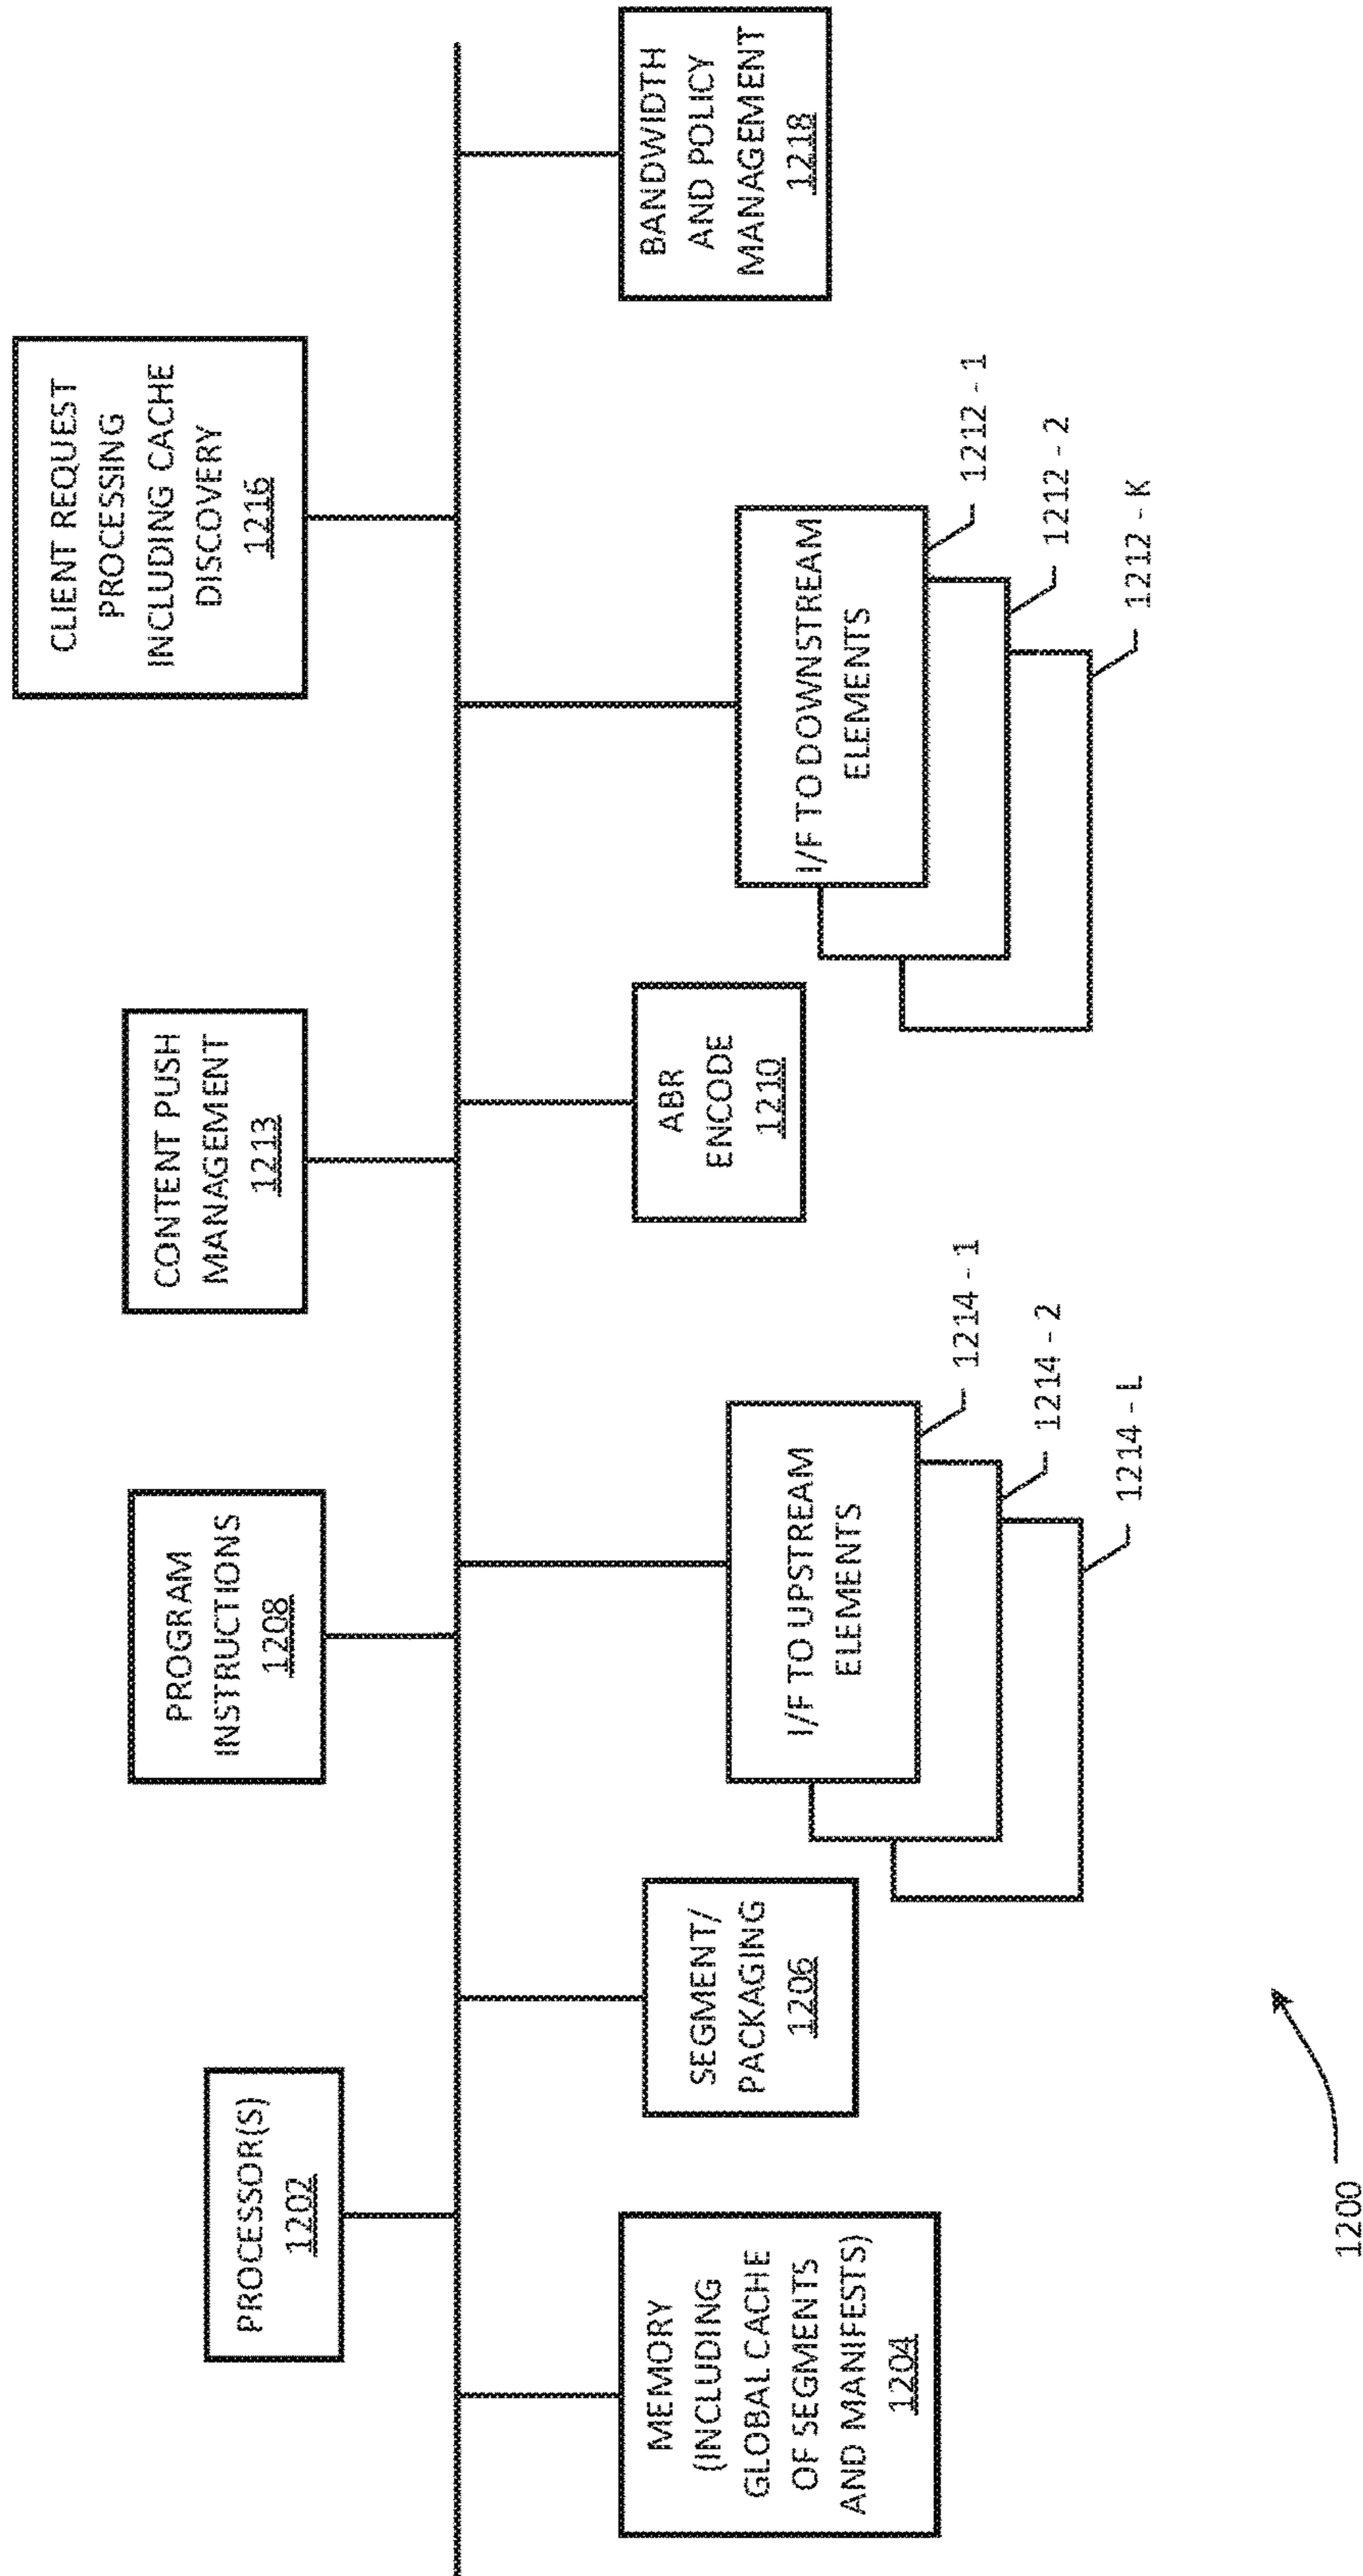 PROCESSOR(S)
1202
PROGRAM
INSTRUCTIONS
1208
CONTENT PUSH
MANAGEMENT
1213
CLIENT REQUEST
PROCESSING
INCLUDING CACHE
DISCOVERY
1216
MEMORY
(INCLUDING
GLOBAL CACHE
OF SEGMENTS
AND MANIFESTS)
1204
SEGMENT/
PACKAGING
1206
I/F TO UPSTREAM
ELEMENTS
1214 - 1
1214 - 2
1214 - L
ABR
ENCODE
1210
I/F TO DOWNSTREAM
ELEMENTS
1212 - 1
1212 - 2
1212 - K
BANDWIDTH
AND POLICY
MANAGEMENT
1218
1200